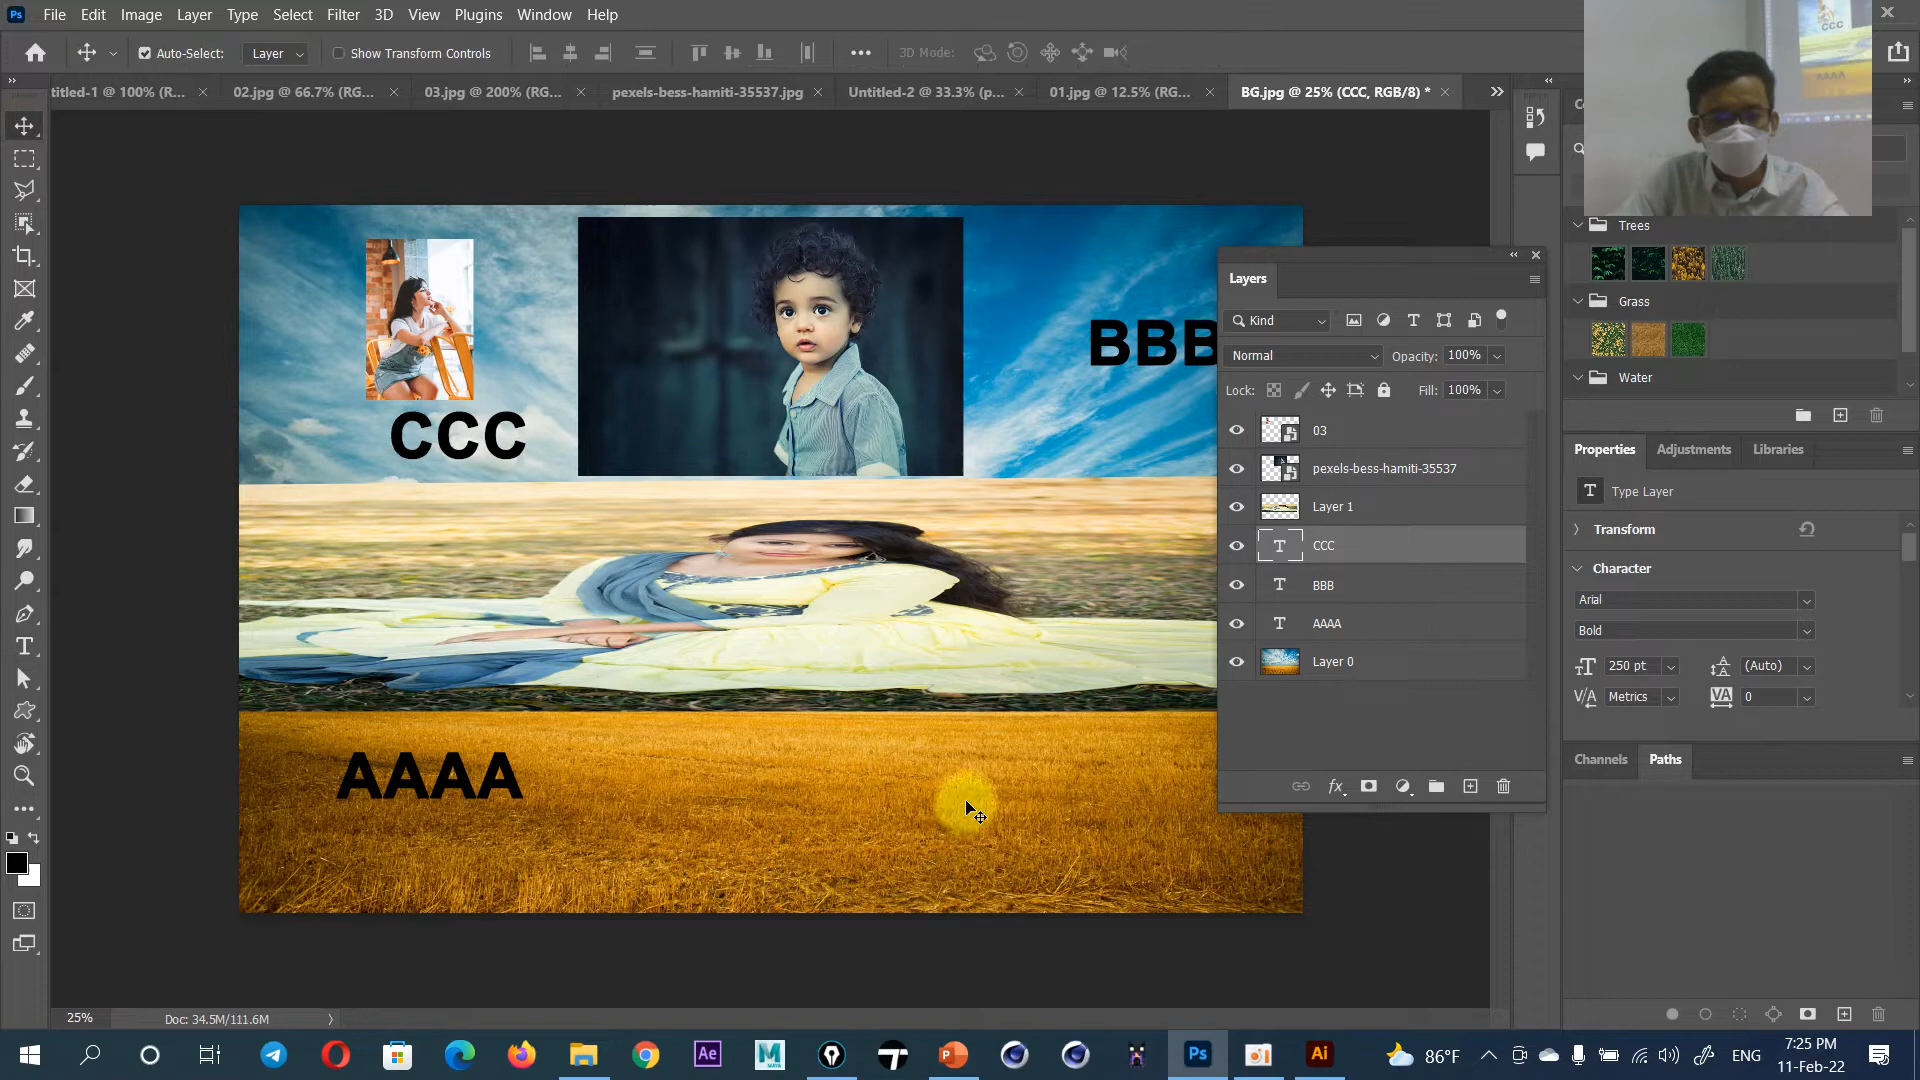 File Edit Image Layer Type Select Filter 3D View Plugins Window Help
Auto-Select: Layer Show Transform Controls 3D Mode:
titled-1 @ 100% (R... 02.jpg @ 66.7% (RG... 03.jpg @ 200% (RG... pexels-bess-hamiti-35537.jpg Untitled-2 @ 33.3% (p... 01.jpg @ 12.5% (RG... BG.jpg @ 25% (CCC, RGB/8) *
CCC
BBB
CCC
AAAA
Layers
Kind
Normal Opacity: 100%
Lock: Fill: 100%
03
pexels-bess-hamiti-35537
Layer 1
CCC
BBB
AAAA
Layer 0
Trees
Grass
Water
Properties Adjustments Libraries
Type Layer
Transform
Character
Arial
Bold
250 pt (Auto)
Metrics 0
Channels Paths
25% Doc: 34.5M/111.6M
Ae MAYA Ps Ai
86°F ENG 7:25 PM
11-Feb-22